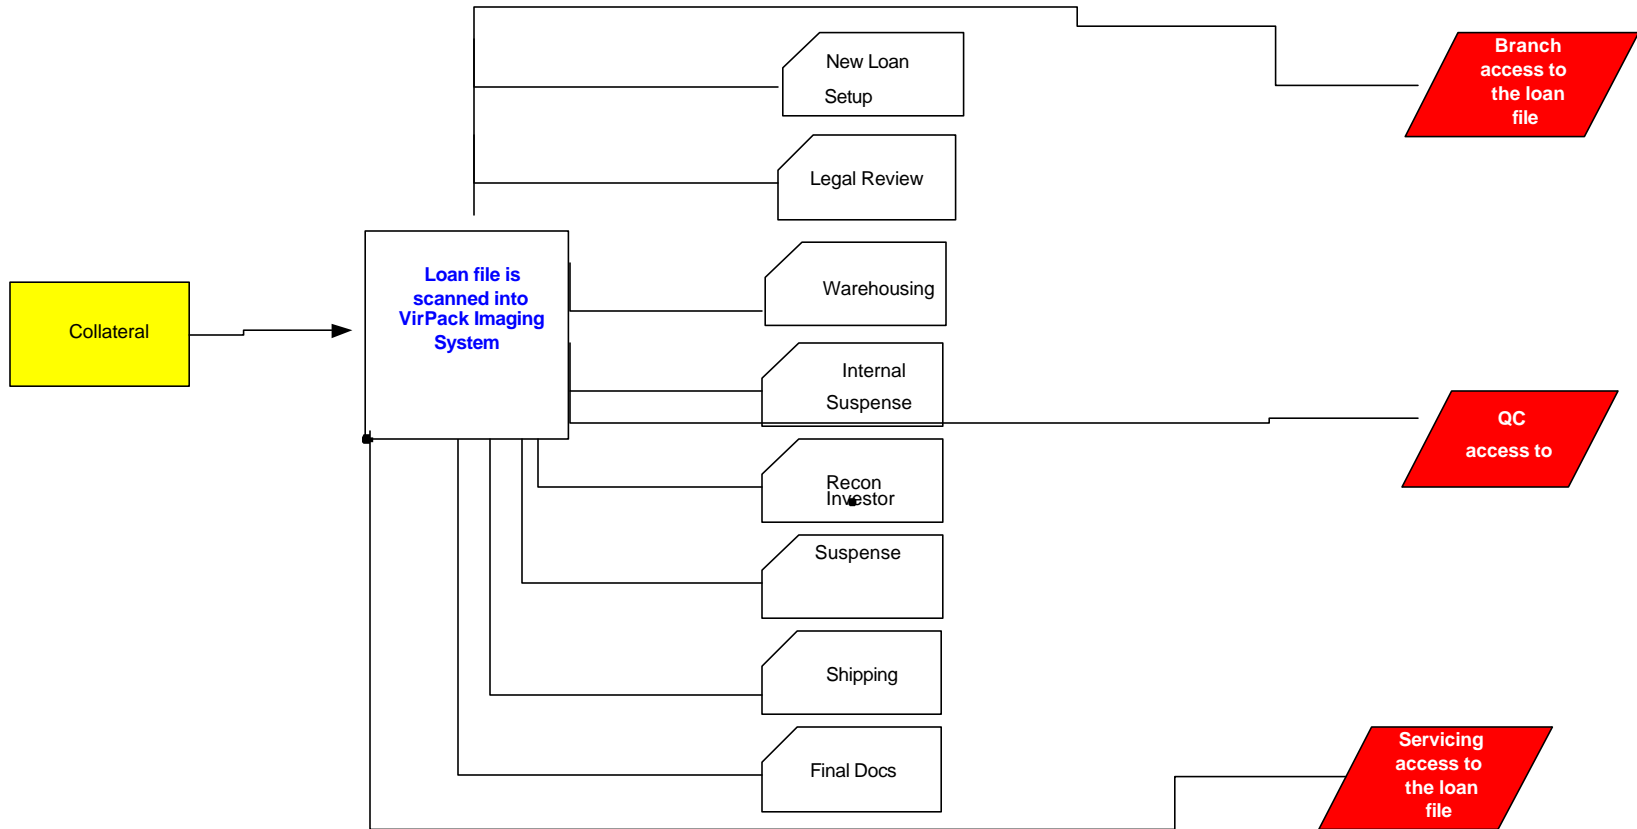 New Loan
Setup
Branch
access to
the loan
file
Legal Review
Collateral
Loan file is
scanned into
VirPack Imaging
System
Warehousing
Internal
Suspense
QC
access to
Recon
Investor
Suspense
Shipping
Final Docs
Servicing
access to
the loan
file